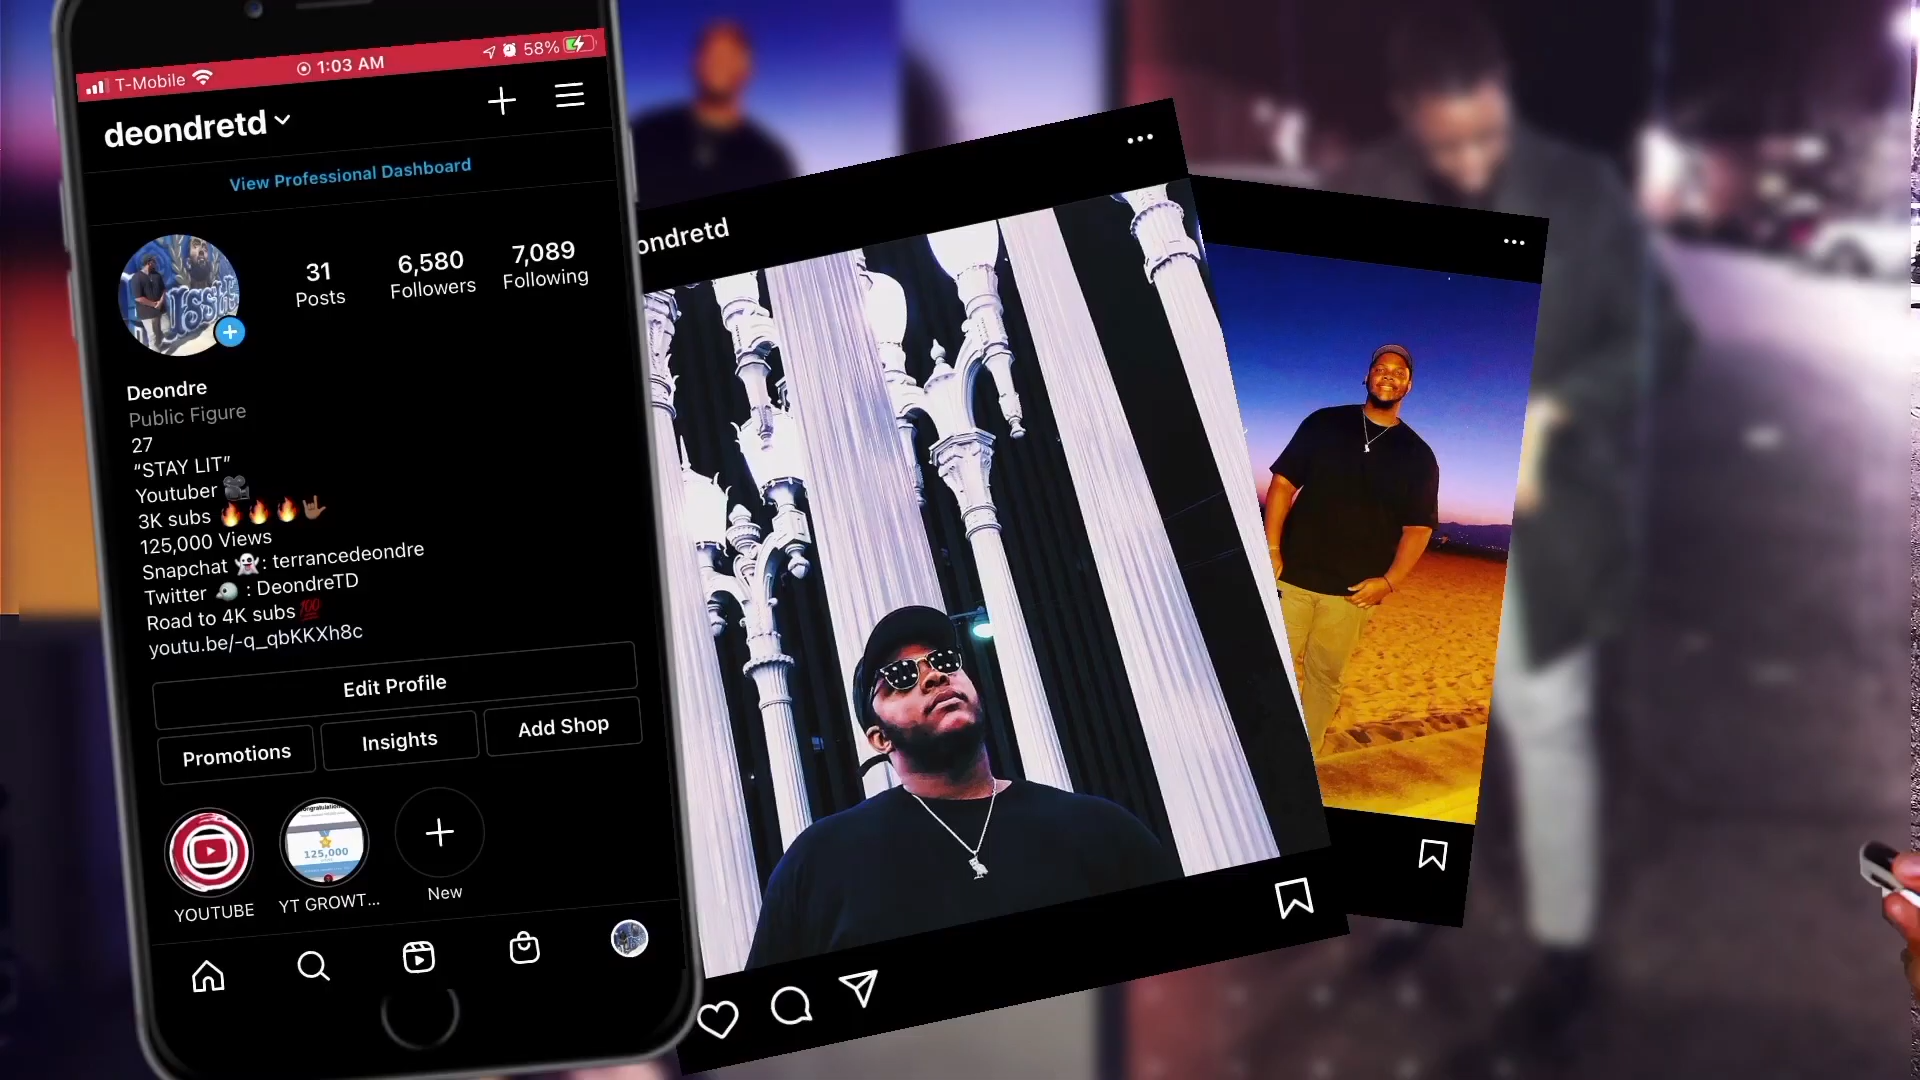 T-Mobile 1:03 AM 58%
deondretd
View Professional Dashboard
31 6,580 7,089
Posts Followers Following
Deondre
Public Figure
27
“STAY LIT”
Youtuber 🎥
3K subs 🔥🔥🔥🤟🏾
125,000 Views
Snapchat 👻: terrancedeondre
Twitter 🐦 : DeondreTD
Road to 4K subs💯
youtu.be/-q_qbKKXh8c
Edit Profile
Promotions Insights Add Shop
125,000
YOUTUBE YT GROWT... New
ondretd